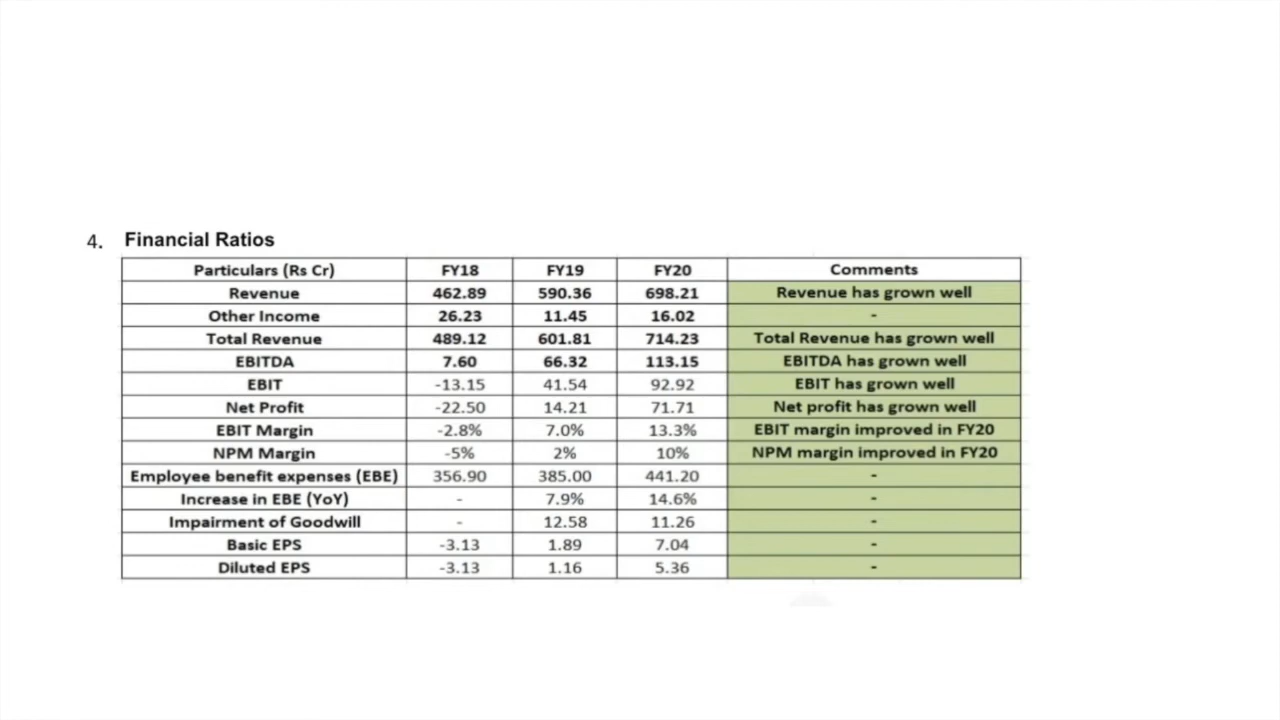 4. Financial Ratios
Particulars (Rs Cr) FY18 FY19 FY20 Comments
Revenue 462.89 590.36 698.21 Revenue has grown well
Other Income 26.23 11.45 16.02 -
Total Revenue 489.12 601.81 714.23 Total Revenue has grown well
EBITDA 7.60 66.32 113.15 EBITDA has grown well
EBIT -13.15 41.54 92.92 EBIT has grown well
Net Profit -22.50 14.21 71.71 Net profit has grown well
EBIT Margin -2.8% 7.0% 13.3% EBIT margin improved in FY20
NPM Margin -5% 2% 10% NPM margin improved in FY20
Employee benefit expenses (EBE) 356.90 385.00 441.20 -
Increase in EBE (YoY) - 7.9% 14.6% -
Impairment of Goodwill - 12.58 11.26 -
Basic EPS -3.13 1.89 7.04 -
Diluted EPS -3.13 1.16 5.36 -